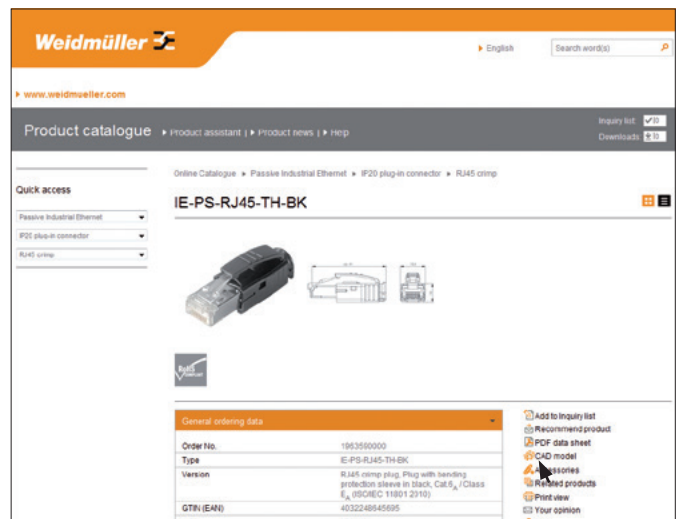 Weidmüller
English
Search word(s)
www.weidmueller.com
Product catalogue
Product assistant | Product news | Help
Inquiry list:
Downloads:
Online Catalogue Passive Industrial Ethernet IP20 plug-in connector RJ45 crimp
Quick access
IE-PS-RJ45-TH-BK
Passive Industrial Ethernet
IP20 plug-in connector
RJ45 crimp
RoHS
COMPLIANT
General ordering data
Order No. 1963590000
Type IE-PS-RJ45-TH-BK
Version RJ45 crimp plug, Plug with bending
protection sleeve in black, Cat.6A / Class
EA (ISO/IEC 11801 2010)
GTIN (EAN) 4032248645695
Add to Inquiry list
Recommend product
PDF data sheet
CAD model
Accessories
Related products
Print view
Your opinion